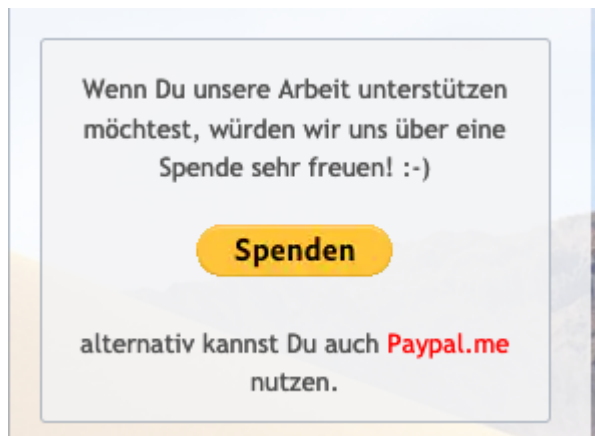 Wenn Du unsere Arbeit unterstützen
möchtest, würden wir uns über eine
Spende sehr freuen! :-)
Spenden
alternativ kannst Du auch Paypal.me
nutzen.